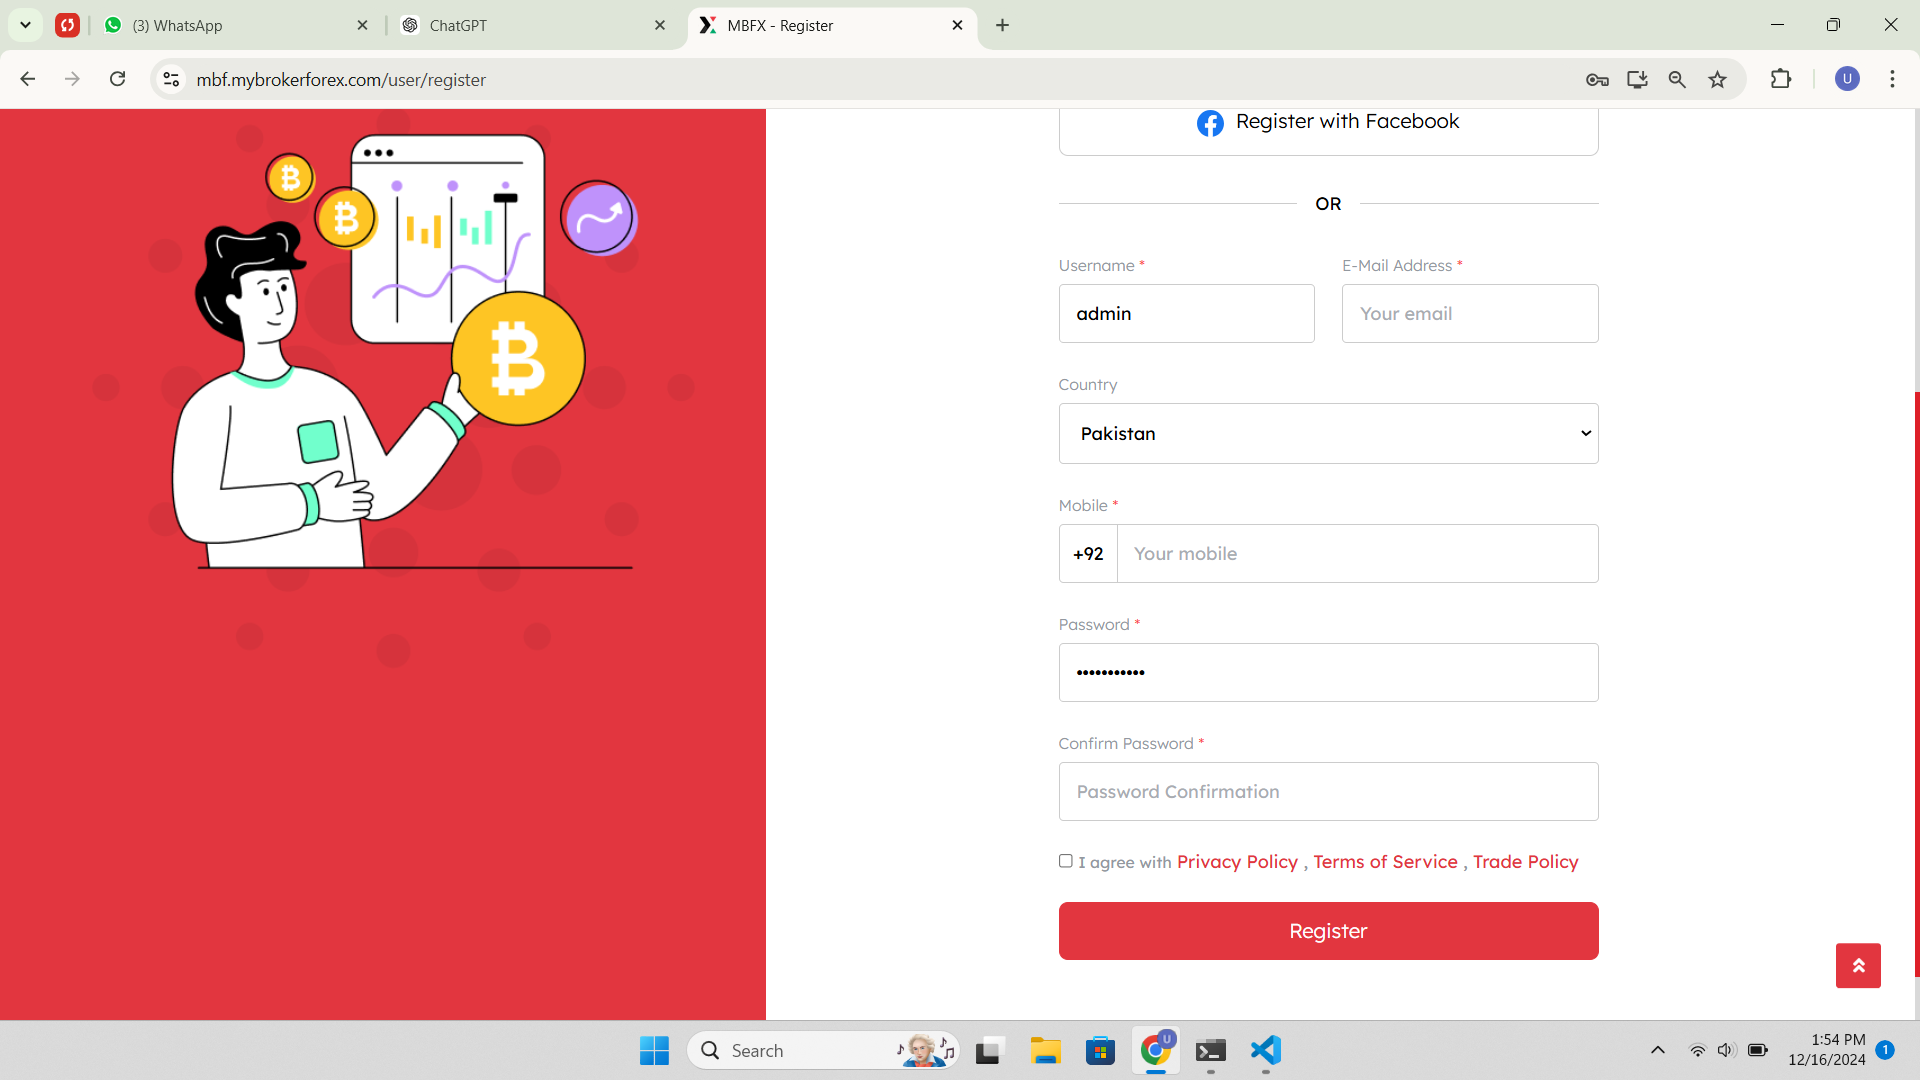 (3) WhatsApp
ChatGPT
MBFX - Register
mbf.mybrokerforex.com/user/register
U
Register with Facebook
OR
Username *
E-Mail Address *
admin
Your email
Country
Pakistan
Mobile *
+92
Your mobile
Password *
•••••••••••
Confirm Password *
Password Confirmation
I agree with Privacy Policy , Terms of Service , Trade Policy
Register
Search
U
1:54 PM
12/16/2024
1